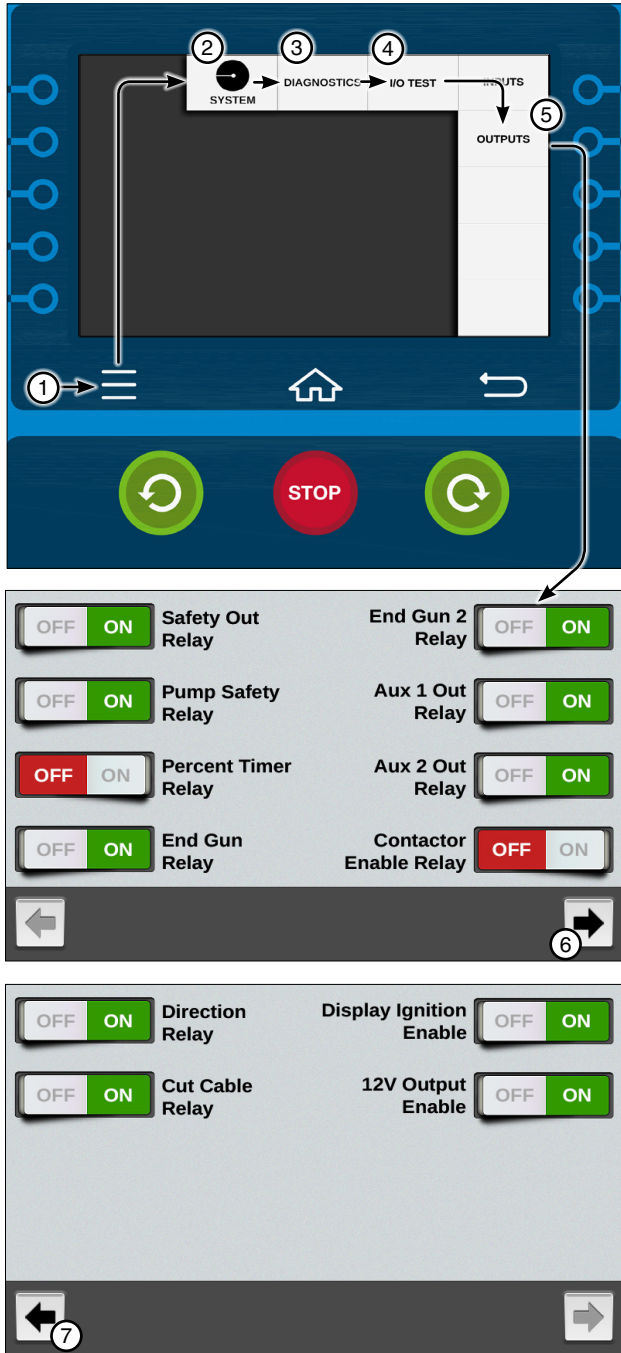 2
3
4
SYSTEM
DIAGNOSTICS
I/O TEST
INPUTS
5
OUTPUTS
1
STOP
OFF ON Safety Out
Relay
End Gun 2
Relay OFF ON
OFF ON Pump Safety
Relay
Aux 1 Out
Relay OFF ON
OFF ON Percent Timer
Relay
Aux 2 Out
Relay OFF ON
OFF ON End Gun
Relay
Contactor
Enable Relay OFF ON
6
OFF ON Direction
Relay
Display Ignition
Enable OFF ON
OFF ON Cut Cable
Relay
12V Output
Enable OFF ON
7